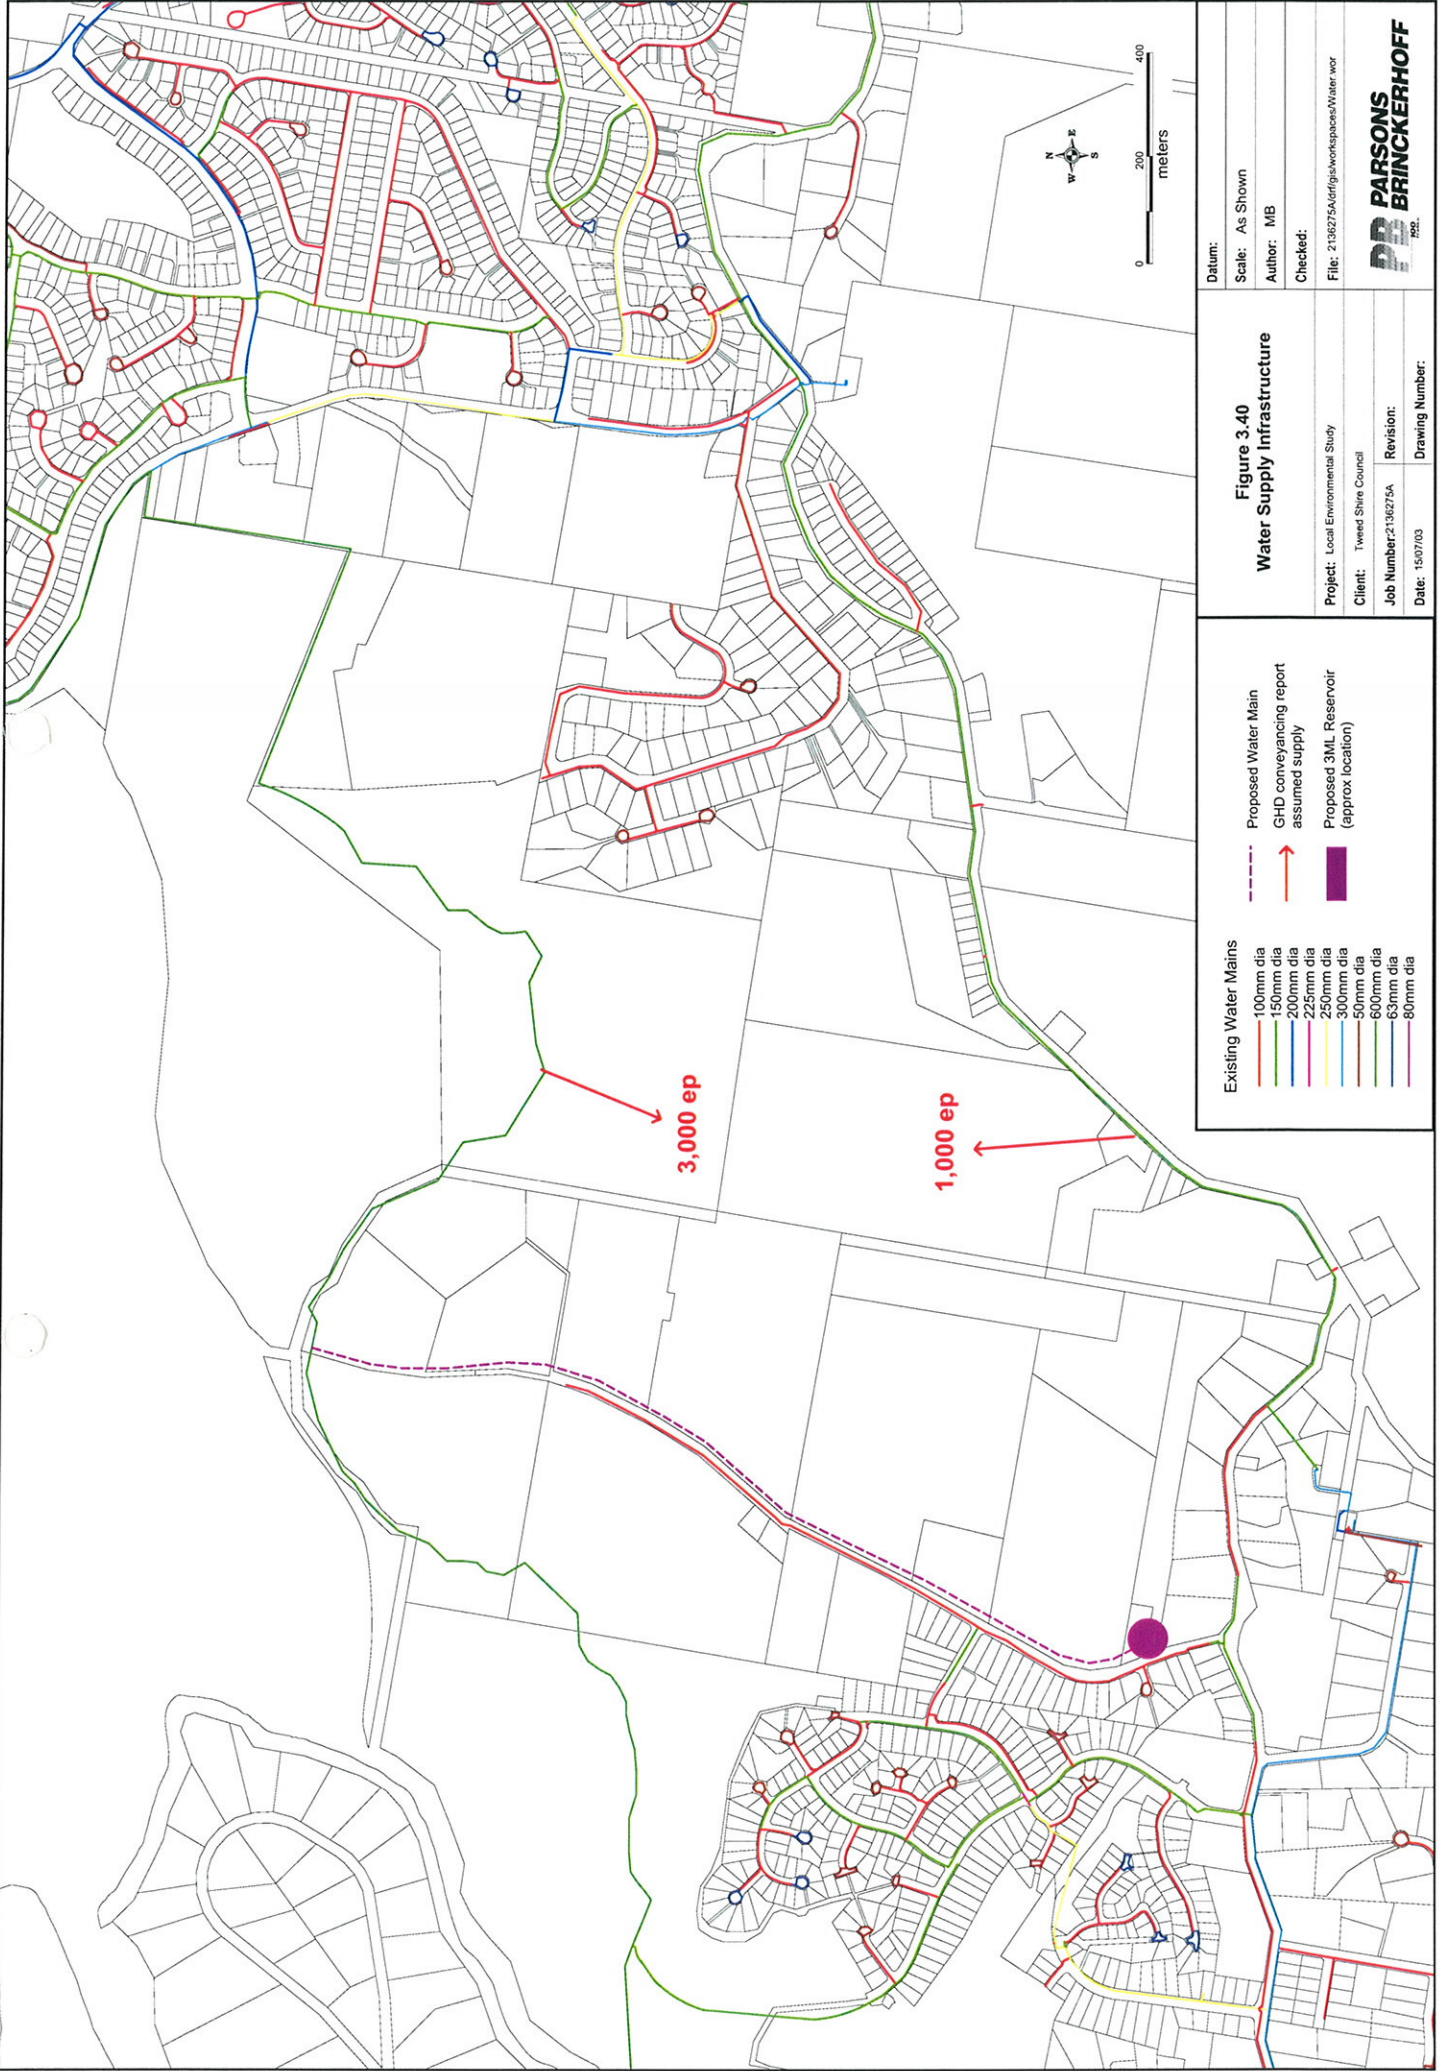 3,000 ep
1,000 ep
N
W E
S
0 200 400
meters
Existing Water Mains
100mm dia
150mm dia
200mm dia
225mm dia
250mm dia
300mm dia
50mm dia
600mm dia
63mm dia
80mm dia
Proposed Water Main
GHD conveyancing report
assumed supply
Proposed 3ML Reservoir
(approx location)
Figure 3.40
Water Supply Infrastructure
Project: Local Environmental Study
Client: Tweed Shire Council
Job Number:2136275A
Revision:
Date: 15/07/03
Drawing Number:
Datum:
Scale: As Shown
Author: MB
Checked:
File: 2136275A/drf/gis/workspaces/Water.wor
PB PARSONS
BRINCKERHOFF